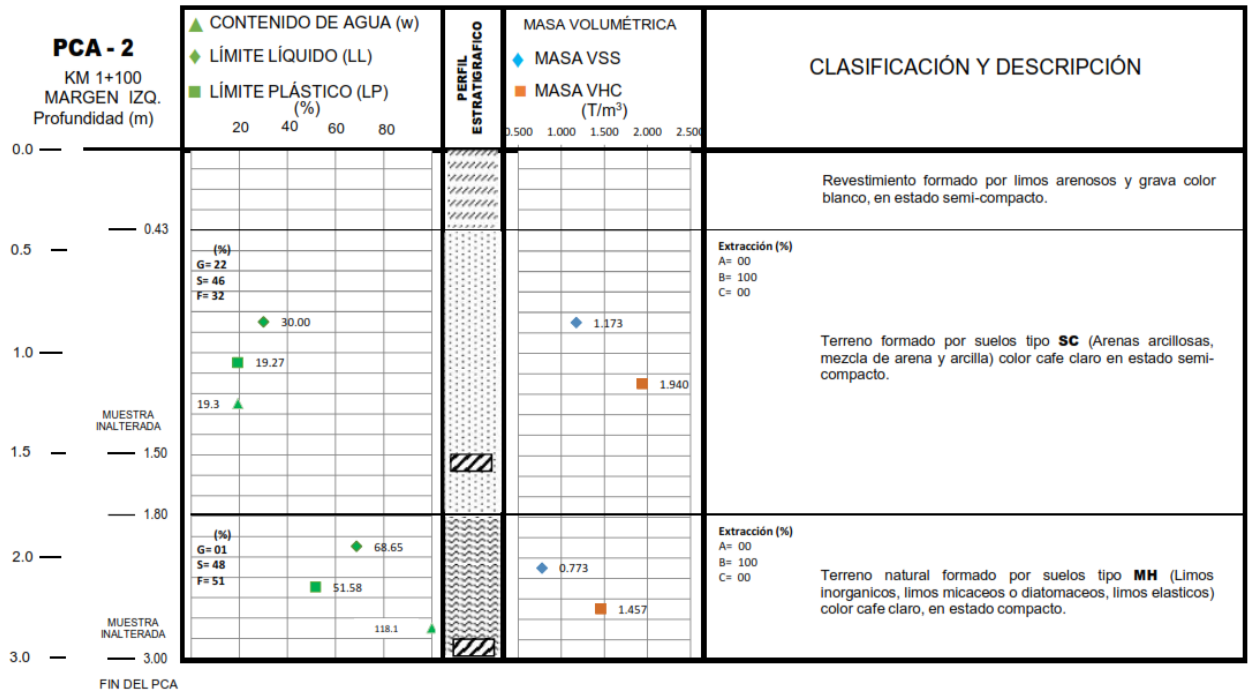 PCA - 2
KM 1+100
MARGEN IZQ.
Profundidad (m)
CONTENIDO DE AGUA (w)
LÍMITE LÍQUIDO (LL)
LÍMITE PLÁSTICO (LP)
(%)
20 40 60 80
PERFIL
ESTRATIGRAFICO
MASA VOLUMÉTRICA
MASA VSS
MASA VHC
(T/m³)
0.500 1.000 1.500 2.000 2.500
CLASIFICACIÓN Y DESCRIPCIÓN
0.0
Revestimiento formado por limos arenosos y grava color
blanco, en estado semi-compacto.
0.43
0.5
(%)
G= 22
S= 46
F= 32
Extracción (%)
A= 00
B= 100
C= 00
30.00
1.173
1.0
19.27
1.940
19.3
Terreno formado por suelos tipo SC (Arenas arcillosas,
mezcla de arena y arcilla) color cafe claro en estado semi-
compacto.
MUESTRA
INALTERADA
1.5
1.50
1.80
(%)
G= 01
S= 48
F= 51
Extracción (%)
A= 00
B= 100
C= 00
2.0
68.65
0.773
51.58
1.457
118.1
Terreno natural formado por suelos tipo MH (Limos
inorganicos, limos micaceos o diatomaceos, limos elasticos)
color cafe claro, en estado compacto.
MUESTRA
INALTERADA
3.0
3.00
FIN DEL PCA